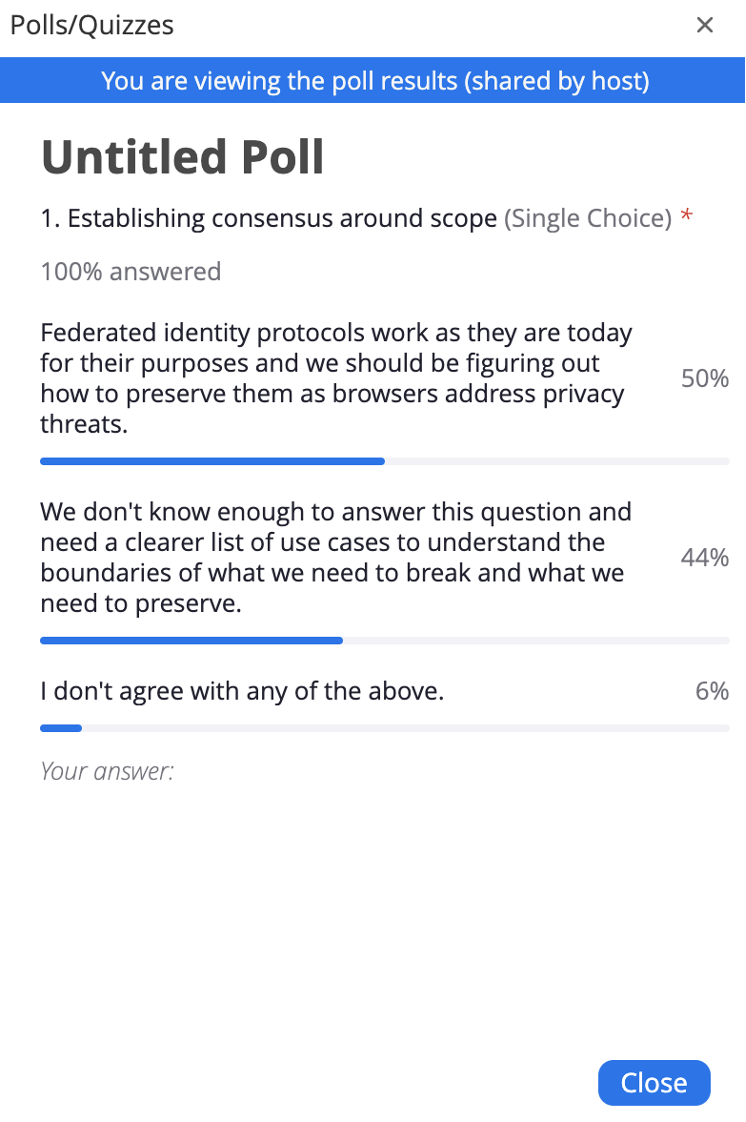 Polls/Quizzes
You are viewing the poll results (shared by host)
Untitled Poll
1. Establishing consensus around scope (Single Choice) *
100% answered
Federated identity protocols work as they are today
for their purposes and we should be figuring out
how to preserve them as browsers address privacy
threats.
50%
We don't know enough to answer this question and
need a clearer list of use cases to understand the
boundaries of what we need to break and what we
need to preserve.
44%
I don't agree with any of the above.
6%
Your answer:
Close